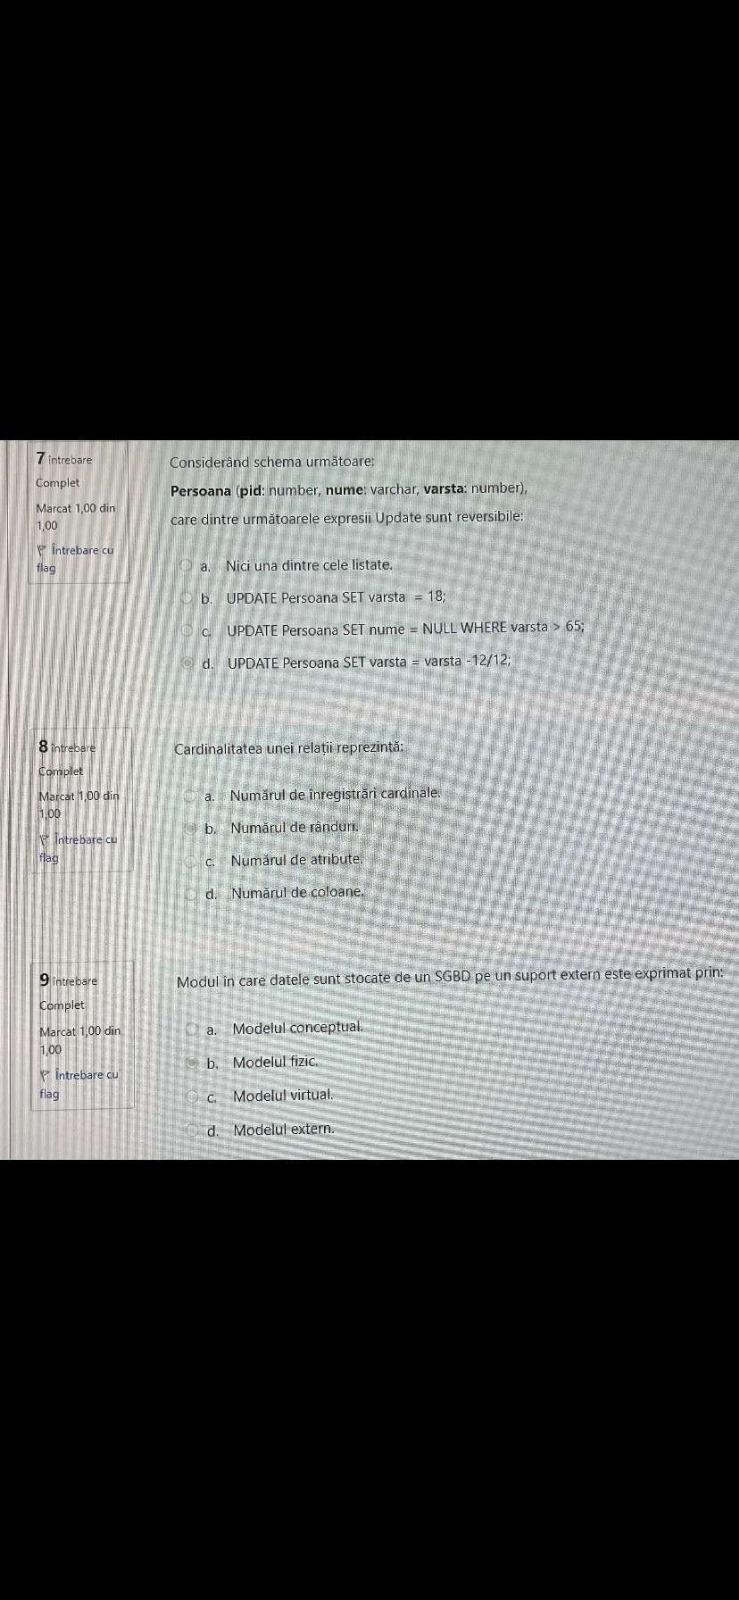 7 întrebare
Complet
Marcat 1,00 din
1,00
Întrebare cu
flag
Considerând schema următoare:
Persoana (pid: number, nume: varchar, varsta: number),
care dintre următoarele expresii Update sunt reversibile:
a. Nici una dintre cele listate.
b. UPDATE Persoana SET varsta = 18;
c. UPDATE Persoana SET nume = NULL WHERE varsta > 65;
d. UPDATE Persoana SET varsta = varsta -12/12;
8 întrebare
Complet
Marcat 1,00 din
1,00
Întrebare cu
flag
Cardinalitatea unei relații reprezintă:
a. Numărul de înregistrări cardinale.
b. Numărul de rânduri.
c. Numărul de atribute.
d. Numărul de coloane.
9 întrebare
Complet
Marcat 1,00 din
1,00
Întrebare cu
flag
Modul în care datele sunt stocate de un SGBD pe un suport extern este exprimat prin:
a. Modelul conceptual.
b. Modelul fizic.
c. Modelul virtual.
d. Modelul extern.